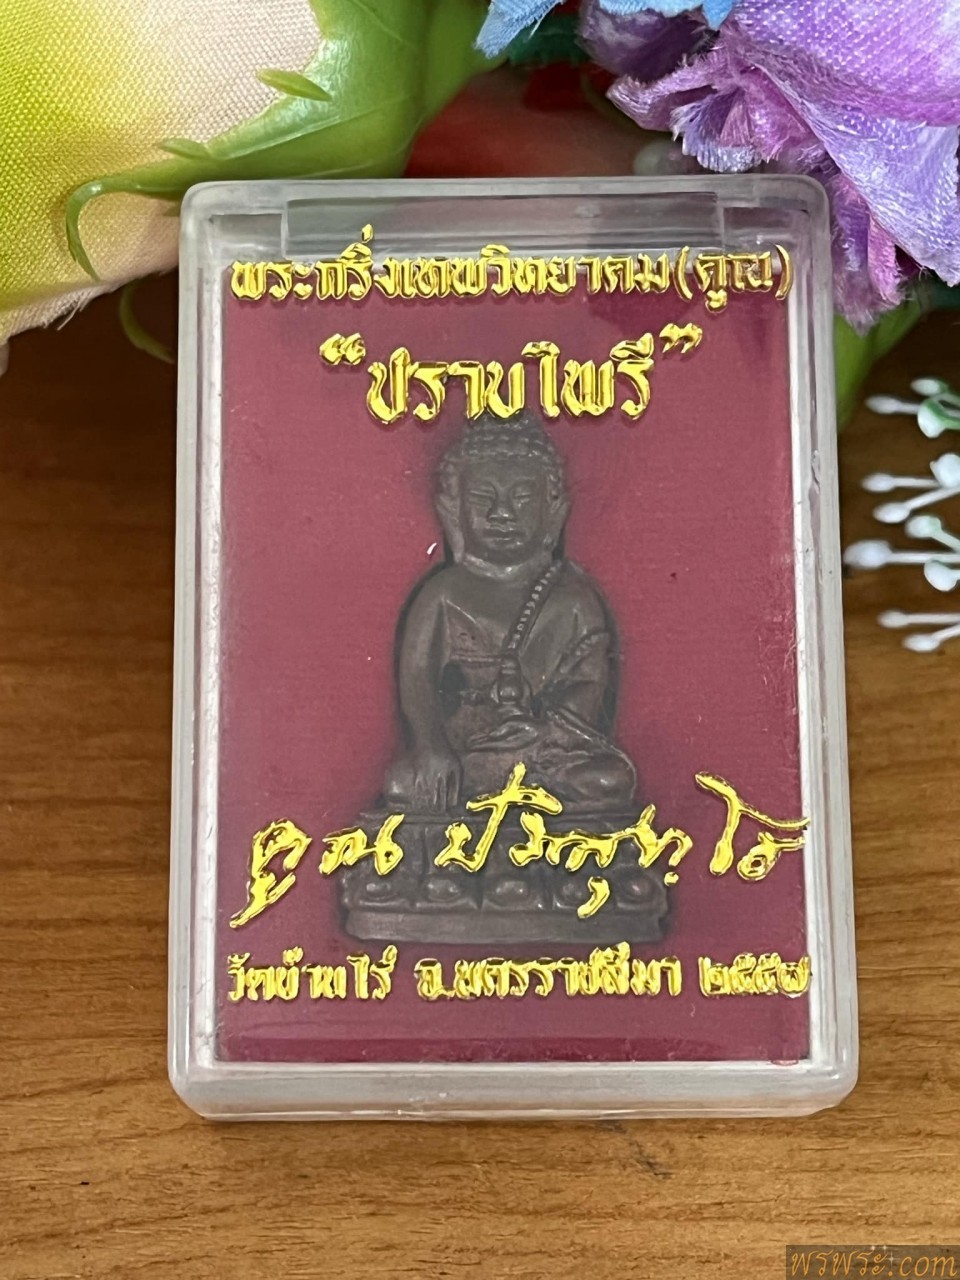 พระกริ่งเทพวิทยาคม(คูณ)
“ปราบไพรี”
คูณ ปริสุทฺโธ
วัดบ้านไร่ จ.นครราชสีมา ๒๕๕๗
พรพระ.com